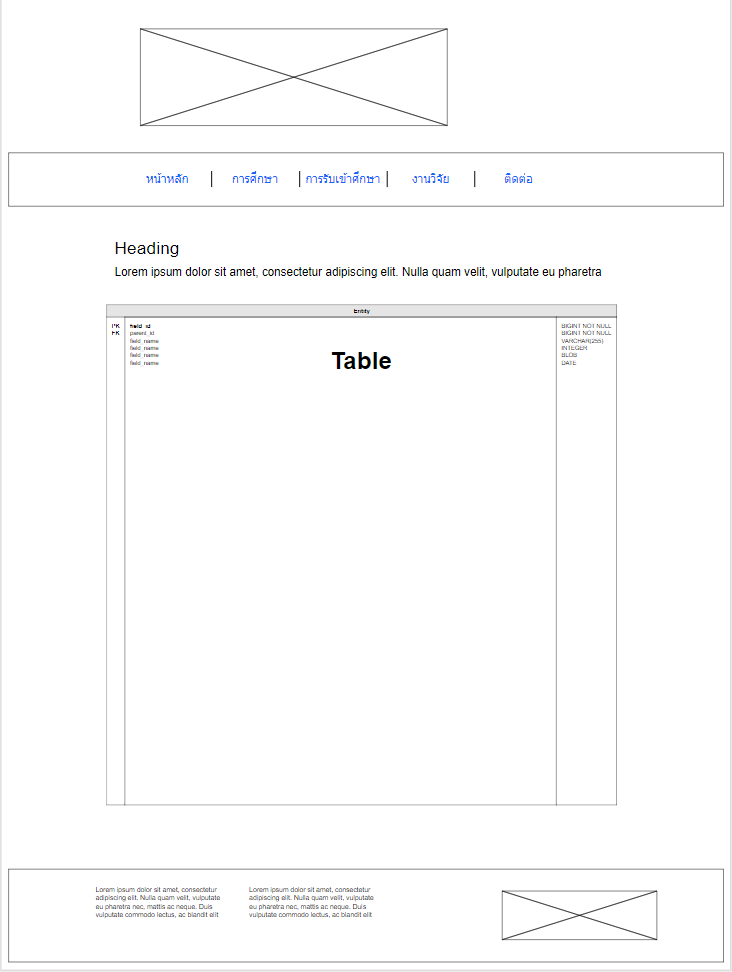 หน้าหลัก การศึกษา การรับเข้าศึกษา งานวิจัย ติดต่อ
Heading
Lorem ipsum dolor sit amet, consectetur adipiscing elit. Nulla quam velit, vulputate eu pharetra
Entity
PK field_id BIGINT NOT NULL
FK parent_id BIGINT NOT NULL
field_name VARCHAR(255)
field_name INTEGER
field_name BLOB
field_name DATE
Table
Lorem ipsum dolor sit amet, consectetur
adipiscing elit. Nulla quam velit, vulputate
eu pharetra nec, mattis ac neque. Duis
vulputate commodo lectus, ac blandit elit
Lorem ipsum dolor sit amet, consectetur
adipiscing elit. Nulla quam velit, vulputate
eu pharetra nec, mattis ac neque. Duis
vulputate commodo lectus, ac blandit elit